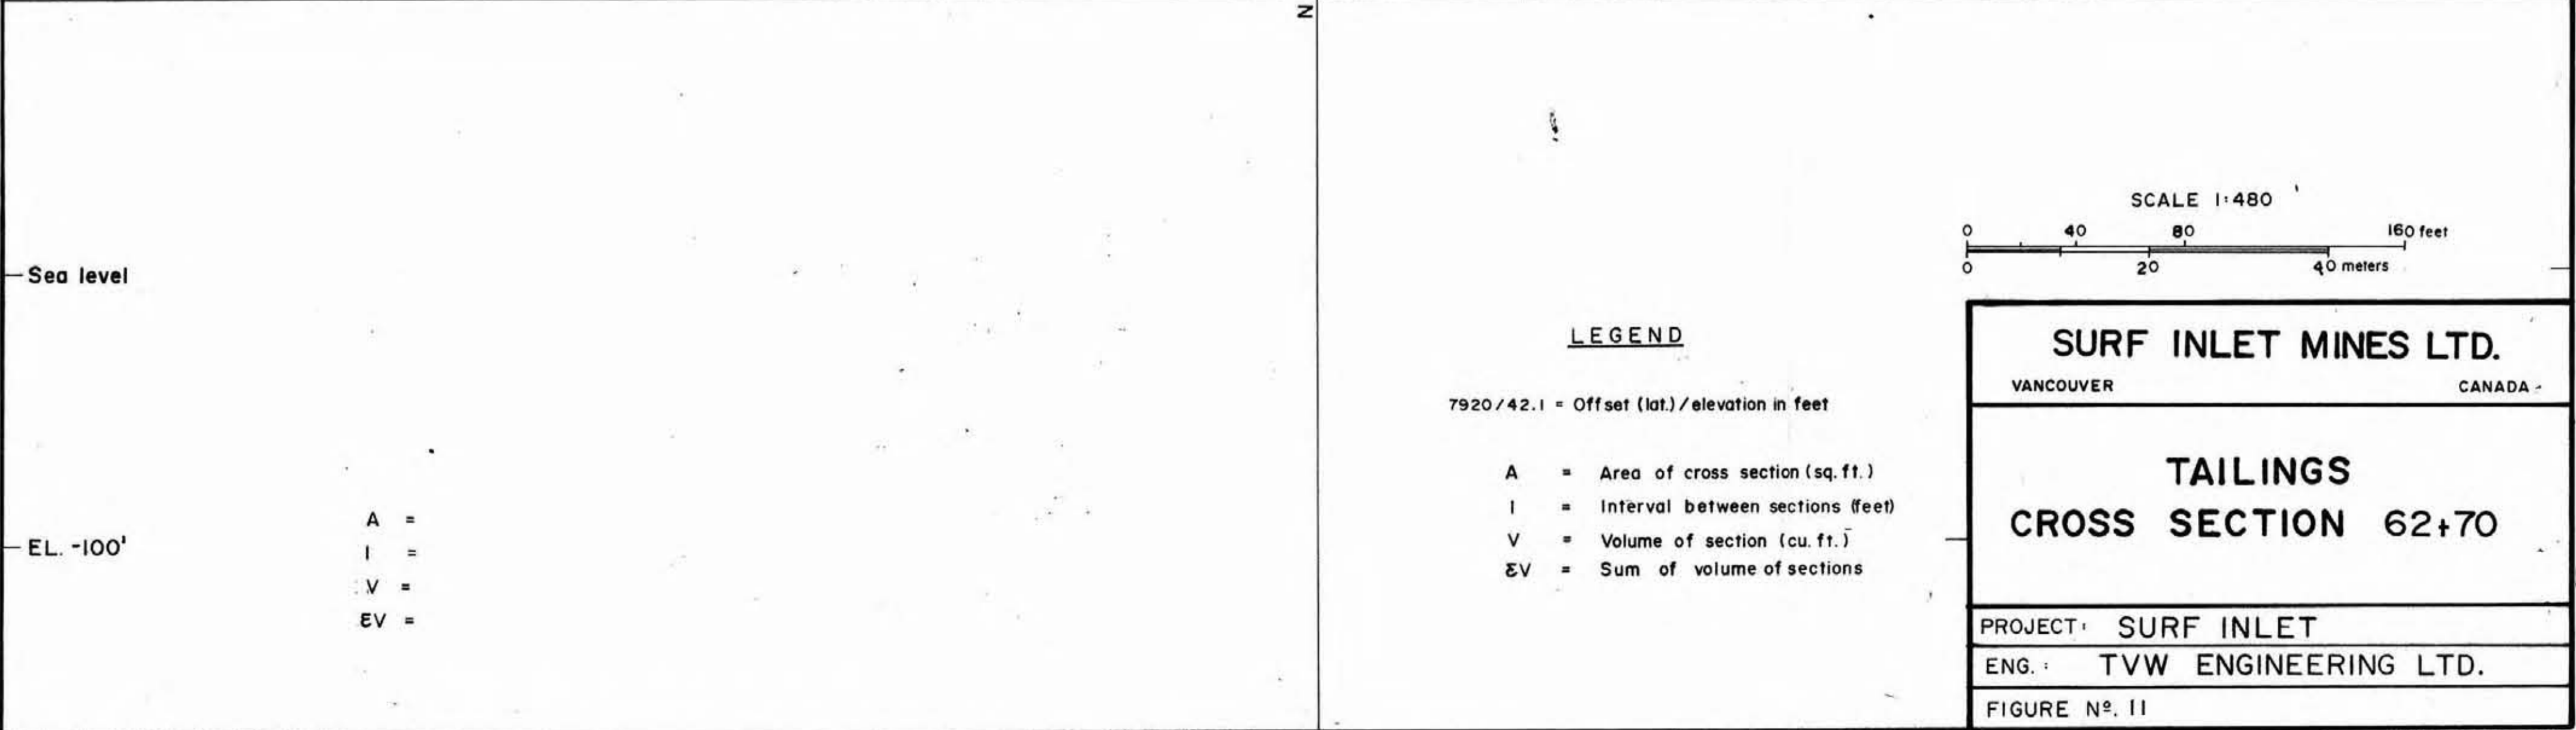 N
Sea level
EL. -100'
A =
I =
V =
ƐV =
SCALE 1:480
0 40 80 160 feet
0 20 40 meters
LEGEND
7920/42.1 = Offset (lat.)/elevation in feet
A = Area of cross section (sq. ft.)
I = Interval between sections (feet)
V = Volume of section (cu. ft.)
ƐV = Sum of volume of sections
SURF INLET MINES LTD.
VANCOUVER CANADA
TAILINGS
CROSS SECTION 62+70
PROJECT: SURF INLET
ENG.: TVW ENGINEERING LTD.
FIGURE Nº. 11